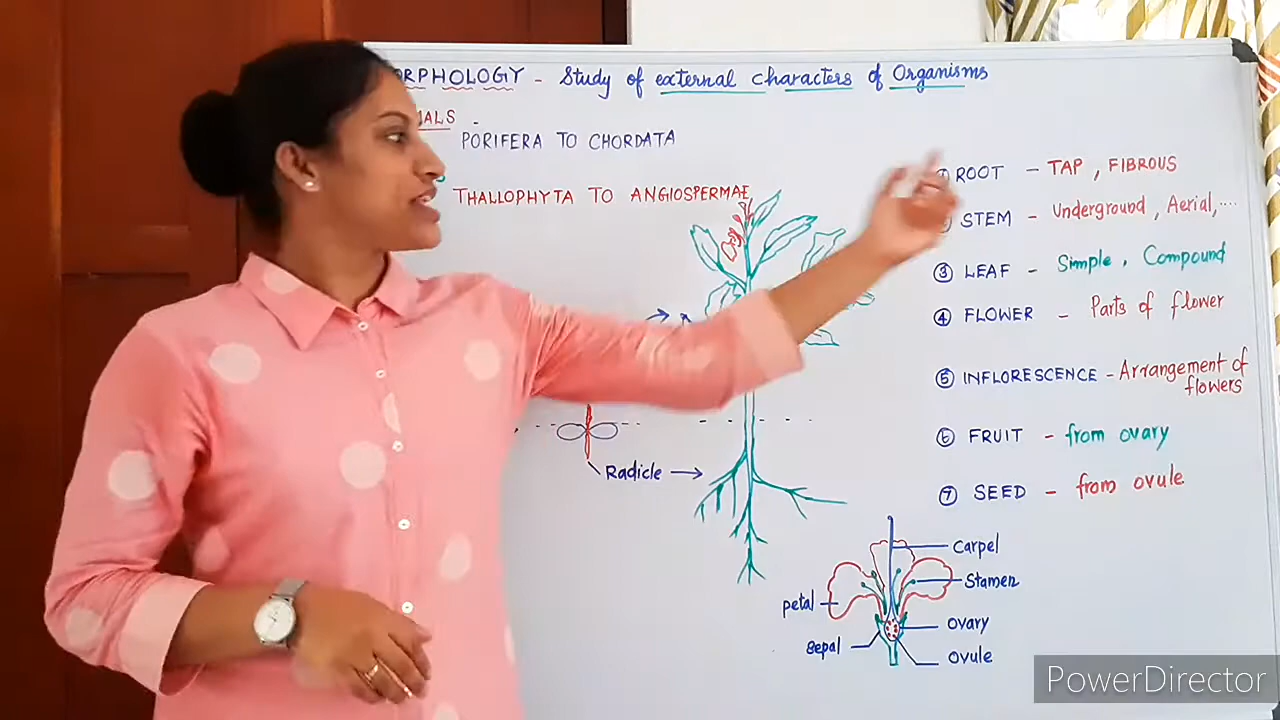 ORPHOLOGY - Study of external characters of Organisms
MALS -
PORIFERA TO CHORDATA
THALLOPHYTA TO ANGIOSPERMAE
ROOT - TAP, FIBROUS
STEM - Underground, Aerial, ....
③ LEAF - Simple, Compound
④ FLOWER - Parts of flower
⑤ INFLORESCENCE - Arrangement of
flowers
⑥ FRUIT - from ovary
⑦ SEED - from ovule
Radicle →
Carpel
Stamen
petal
Ovary
Sepal
Ovule
PowerDirector